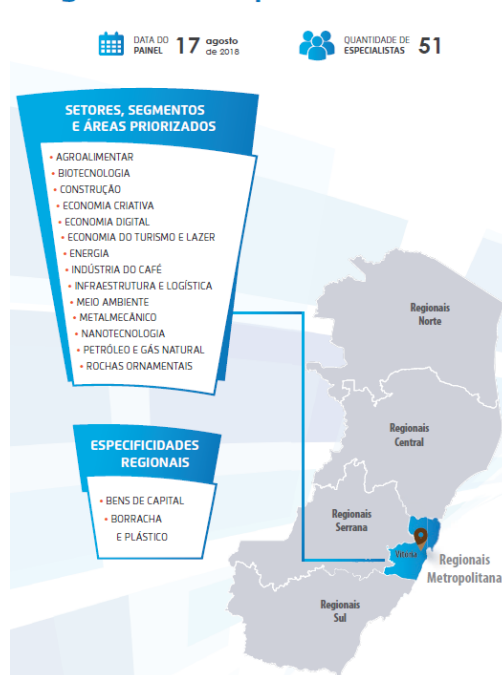 DATA DO
PAINEL
17 agosto
de 2018
QUANTIDADE DE
ESPECIALISTAS
51
SETORES, SEGMENTOS
E ÁREAS PRIORIZADOS
• AGROALIMENTAR
• BIOTECNOLOGIA
• CONSTRUÇÃO
• ECONOMIA CRIATIVA
• ECONOMIA DIGITAL
• ECONOMIA DO TURISMO E LAZER
• ENERGIA
• INDÚSTRIA DO CAFÉ
• INFRAESTRUTURA E LOGÍSTICA
• MEIO AMBIENTE
• METALMECÂNICO
• NANOTECNOLOGIA
• PETRÓLEO E GÁS NATURAL
• ROCHAS ORNAMENTAIS
ESPECIFICIDADES
REGIONAIS
• BENS DE CAPITAL
• BORRACHA
E PLÁSTICO
Regionais
Norte
Regionais
Central
Regionais
Serrana
Vitória
Regionais
Metropolitana
Regionais
Sul